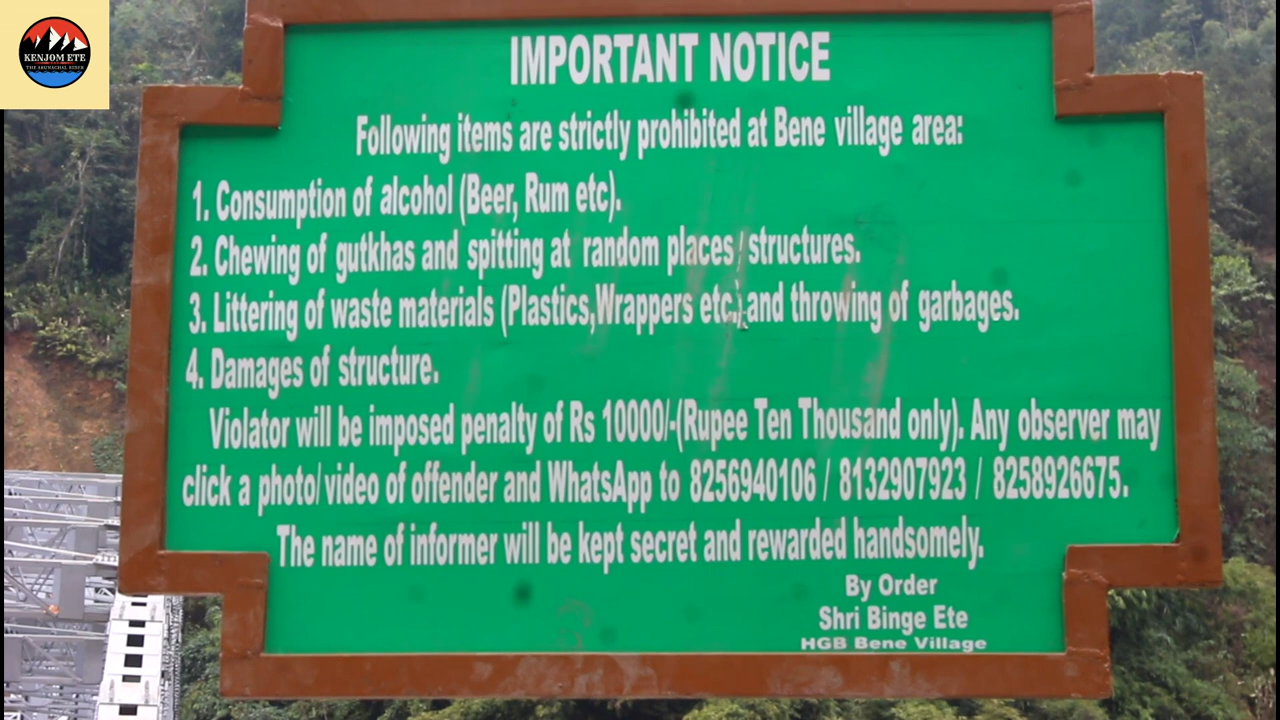 KENJOM ETE
THE ARUNACHAL RIDER
IMPORTANT NOTICE
Following items are strictly prohibited at Bene village area:
1. Consumption of alcohol (Beer, Rum etc).
2. Chewing of gutkhas and spitting at random places/structures.
3. Littering of waste materials (Plastics,Wrappers etc.) and throwing of garbages.
4. Damages of structure.
Violator will be imposed penalty of Rs 10000/-(Rupee Ten Thousand only). Any observer may
click a photo/video of offender and WhatsApp to 8256940106 / 8132907923 / 8258926675.
The name of informer will be kept secret and rewarded handsomely.
By Order
Shri Binge Ete
HGB Bene Village